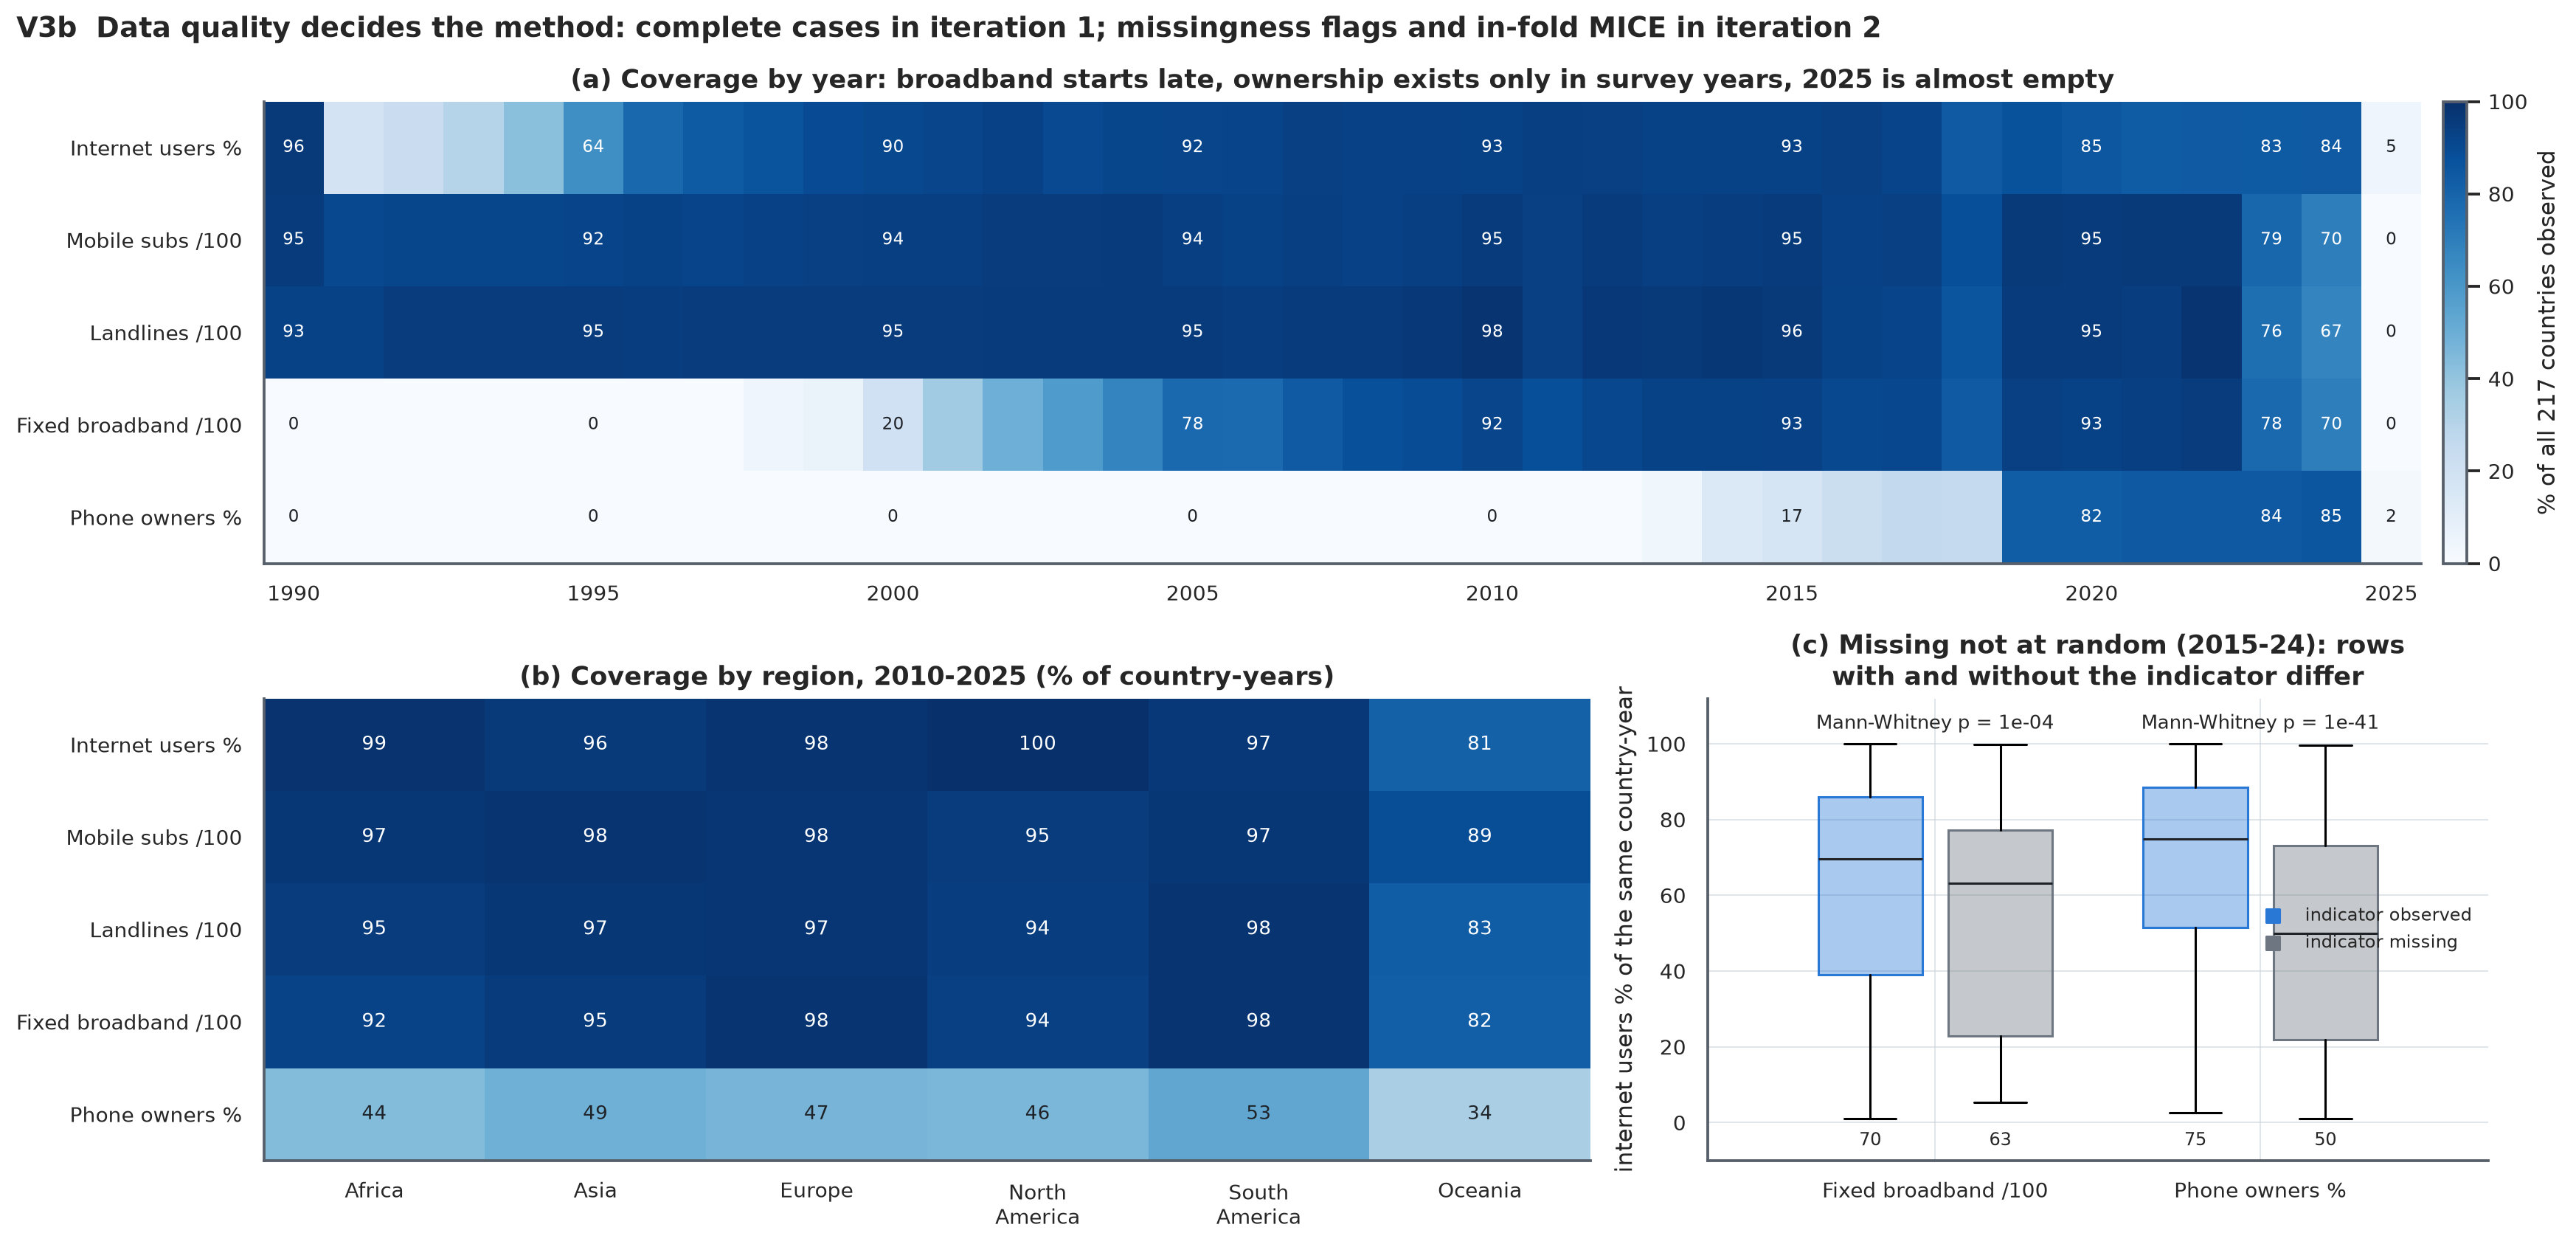 V3b  Data quality decides the method: complete cases in iteration 1; missingness flags and in-fold MICE in iteration 2
(a) Coverage by year: broadband starts late, ownership exists only in survey years, 2025 is almost empty
Internet users % 96 64 90 92 93 93 85 83 84 5
Mobile subs /100 95 92 94 94 95 95 95 79 70 0
Landlines /100 93 95 95 95 98 96 95 76 67 0
Fixed broadband /100 0 0 20 78 92 93 93 78 70 0
Phone owners % 0 0 0 0 0 17 82 84 85 2
1990 1995 2000 2005 2010 2015 2020 2025
100
80
60
40
20
0
% of all 217 countries observed
(b) Coverage by region, 2010-2025 (% of country-years)
Internet users % 99 96 98 100 97 81
Mobile subs /100 97 98 98 95 97 89
Landlines /100 95 97 97 94 98 83
Fixed broadband /100 92 95 98 94 98 82
Phone owners % 44 49 47 46 53 34
Africa Asia Europe North America South America Oceania
(c) Missing not at random (2015-24): rows
with and without the indicator differ
internet users % of the same country-year
Mann-Whitney p = 1e-04 Mann-Whitney p = 1e-41
100
80
60
40
20
0
indicator observed
indicator missing
70 63 75 50
Fixed broadband /100 Phone owners %